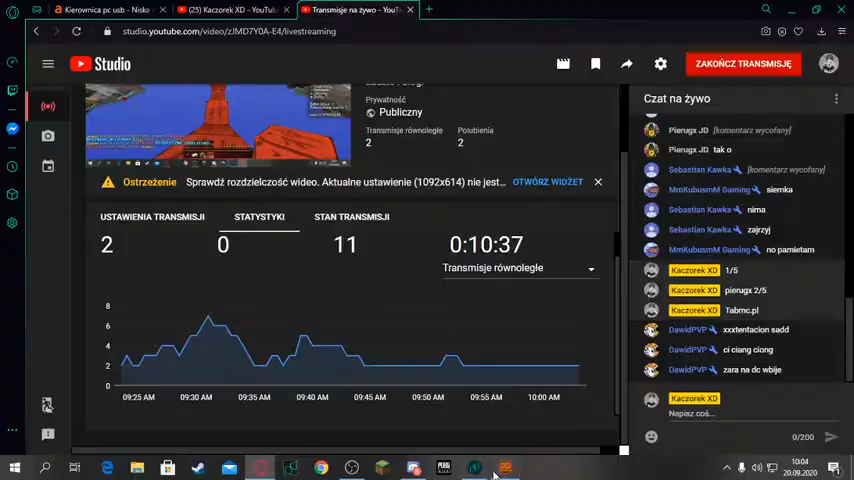 Kierownica pc usb - Niska
(25) Kaczorek XD - YouTub
Transmisje na żywo - YouT
studio.youtube.com/video/zJMD7Y0A-E4/livestreaming
Studio
ZAKOŃCZ TRANSMISJĘ
Prywatność
Publiczny
Transmisje równoległe
Polubienia
2
2
Ostrzeżenie
Sprawdź rozdzielczość wideo. Aktualne ustawienie (1092x614) nie jest...
OTWÓRZ WIDŻET
USTAWIENIA TRANSMISJI
STATYSTYKI
STAN TRANSMISJI
2
0
11
0:10:37
Transmisje równoległe
8
6
4
2
0
09:25 AM
09:30 AM
09:35 AM
09:40 AM
09:45 AM
09:50 AM
09:55 AM
10:00 AM
Czat na żywo
Pierugx JD [komentarz wycofany]
Pierugx JD tak o
Sebastian Kawka [komentarz wycofany]
MmKubusmM Gaming siemka
Sebastian Kawka nima
Sebastian Kawka zajrzyj
MmKubusmM Gaming no pamietam
Kaczorek XD 1/5
Kaczorek XD pierugx 2/5
Kaczorek XD Tabmc.pl
DawidPVP xxxtentacion sadd
DawidPVP ci ciang ciong
DawidPVP zara na dc wbije
Kaczorek XD
Napisz coś...
0/200
PUBG
10:04
20.09.2020